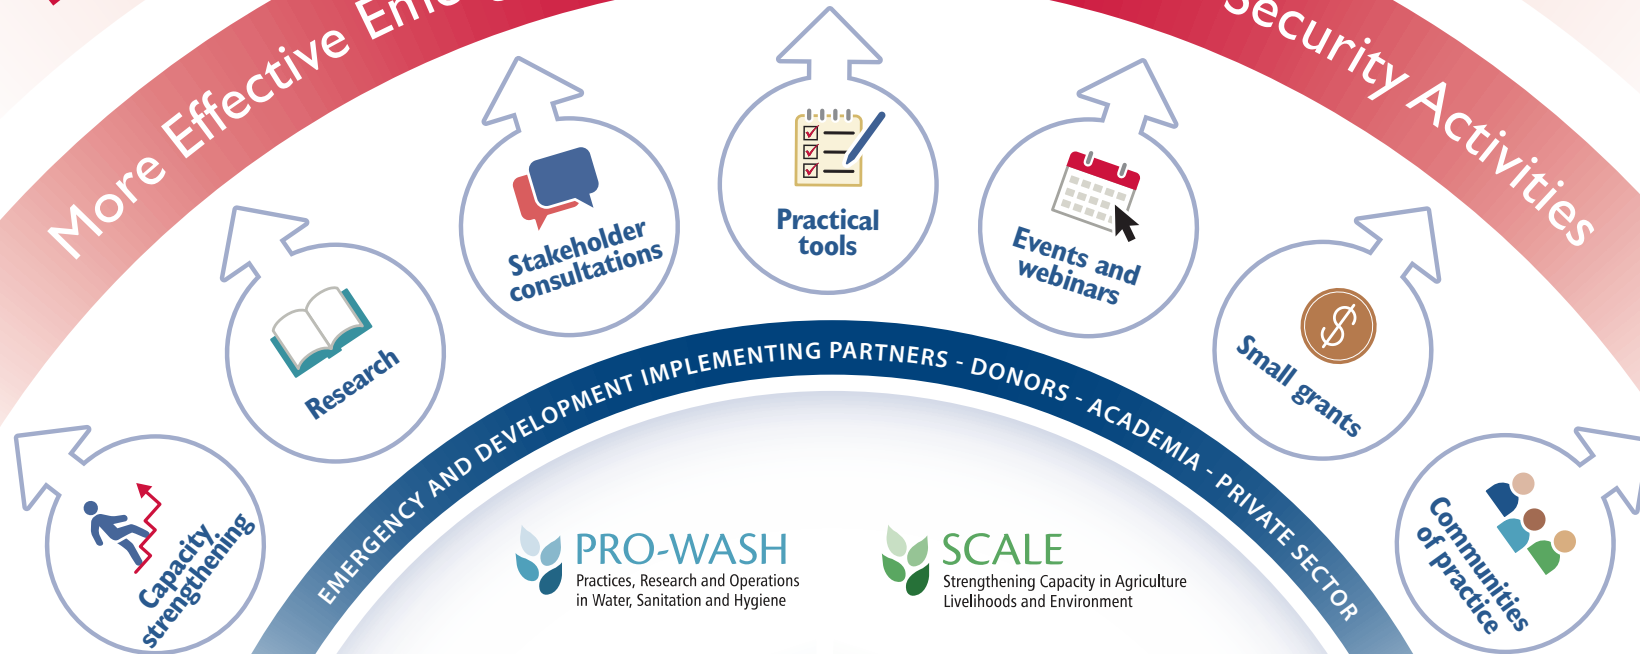 More Effective
Security Activities
Capacity
strengthening
Research
Stakeholder
consultations
Practical
tools
Events and
webinars
Small grants
Communities
of practice
EMERGENCY AND DEVELOPMENT IMPLEMENTING PARTNERS - DONORS - ACADEMIA - PRIVATE SECTOR
PRO-WASH
Practices, Research and Operations
in Water, Sanitation and Hygiene
SCALE
Strengthening Capacity in Agriculture
Livelihoods and Environment